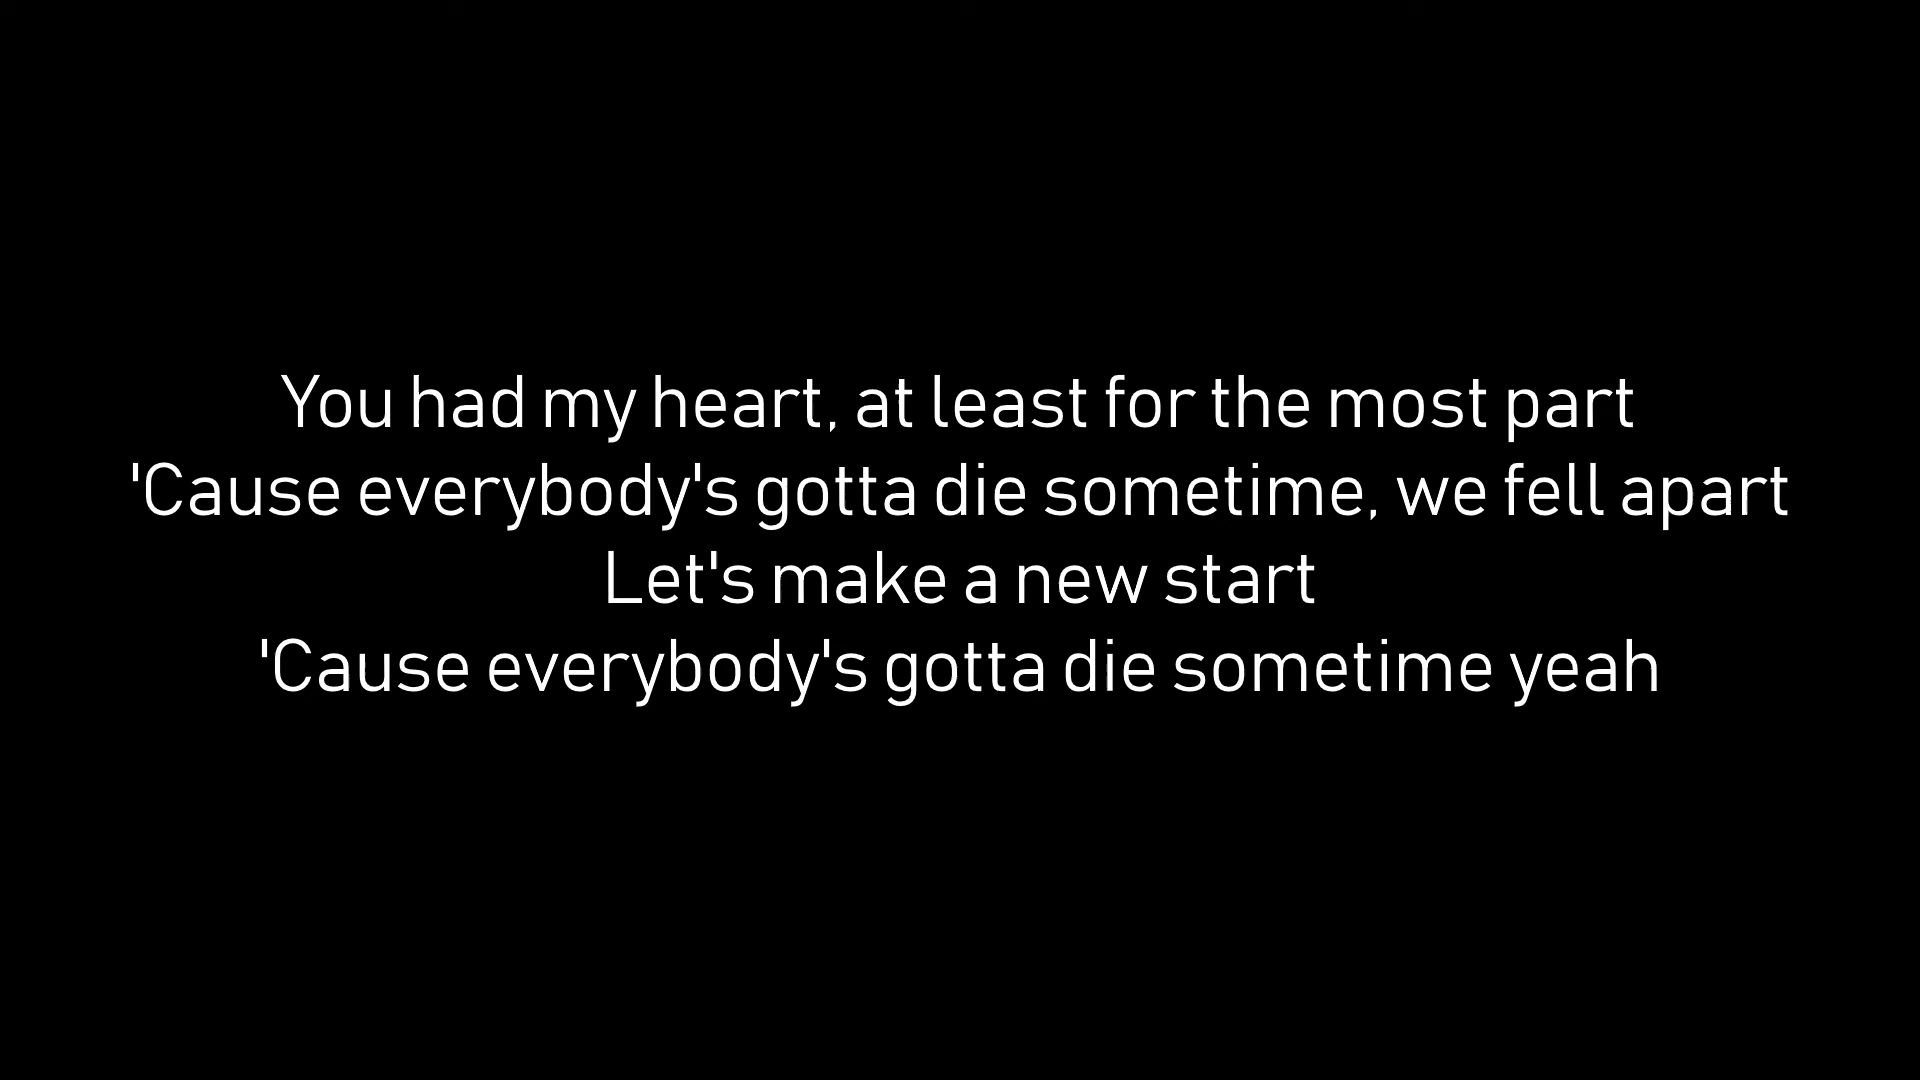 You had my heart, at least for the most part
'Cause everybody's gotta die sometime, we fell apart
Let's make a new start
'Cause everybody's gotta die sometime yeah